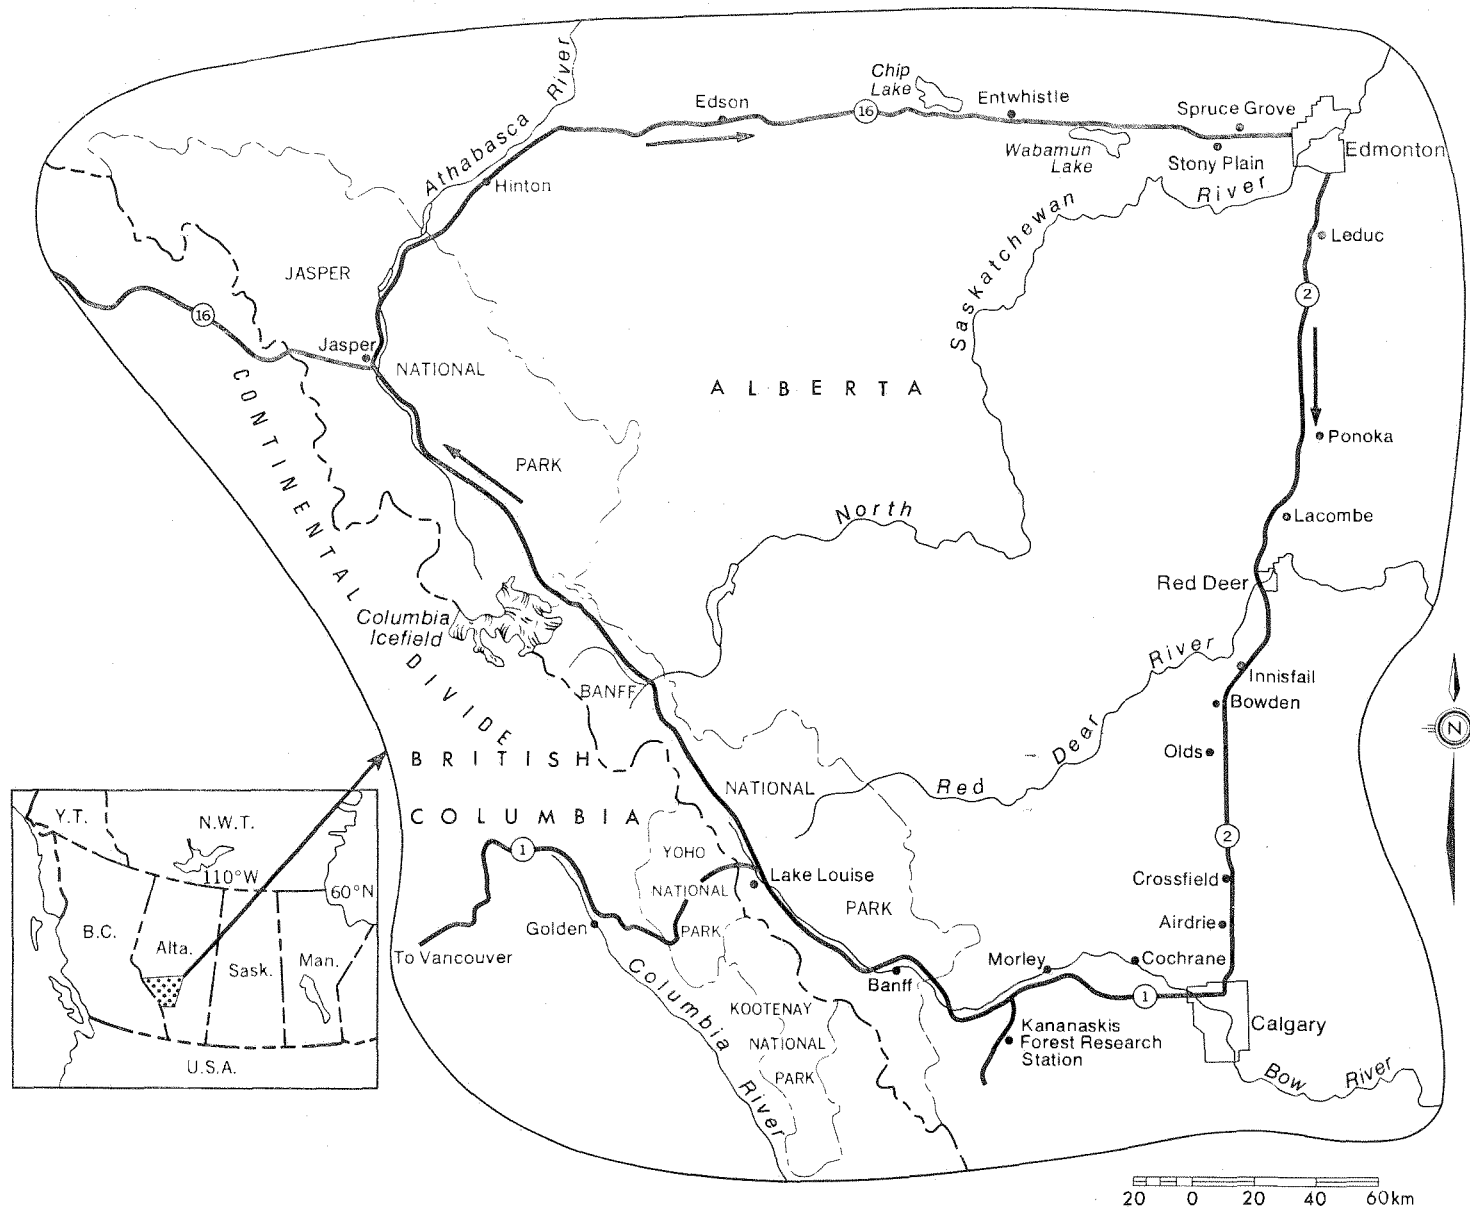 Athabasca River
Chip
Lake
Edson
16
Entwhistle
Spruce Grove
Wabamun
Lake
Stony Plain
Edmonton
Hinton
North Saskatchewan River
Leduc
JASPER
NATIONAL
PARK
2
16
Jasper
ALBERTA
CONTINENTAL DIVIDE
Ponoka
Lacombe
Red Deer
Columbia
Icefield
Red Deer River
Innisfail
Bowden
BANFF
NATIONAL
PARK
Olds
N
BRITISH
COLUMBIA
2
1
YOHO
NATIONAL
PARK
Lake Louise
Crossfield
Golden
Airdrie
To Vancouver
Morley
Cochrane
Banff
1
Columbia River
KOOTENAY
NATIONAL
PARK
Kananaskis
Forest Research
Station
Calgary
Bow River
Y.T.
N.W.T.
110°W
60°N
B.C.
Alta.
Sask.
Man.
U.S.A.
20 0 20 40 60km